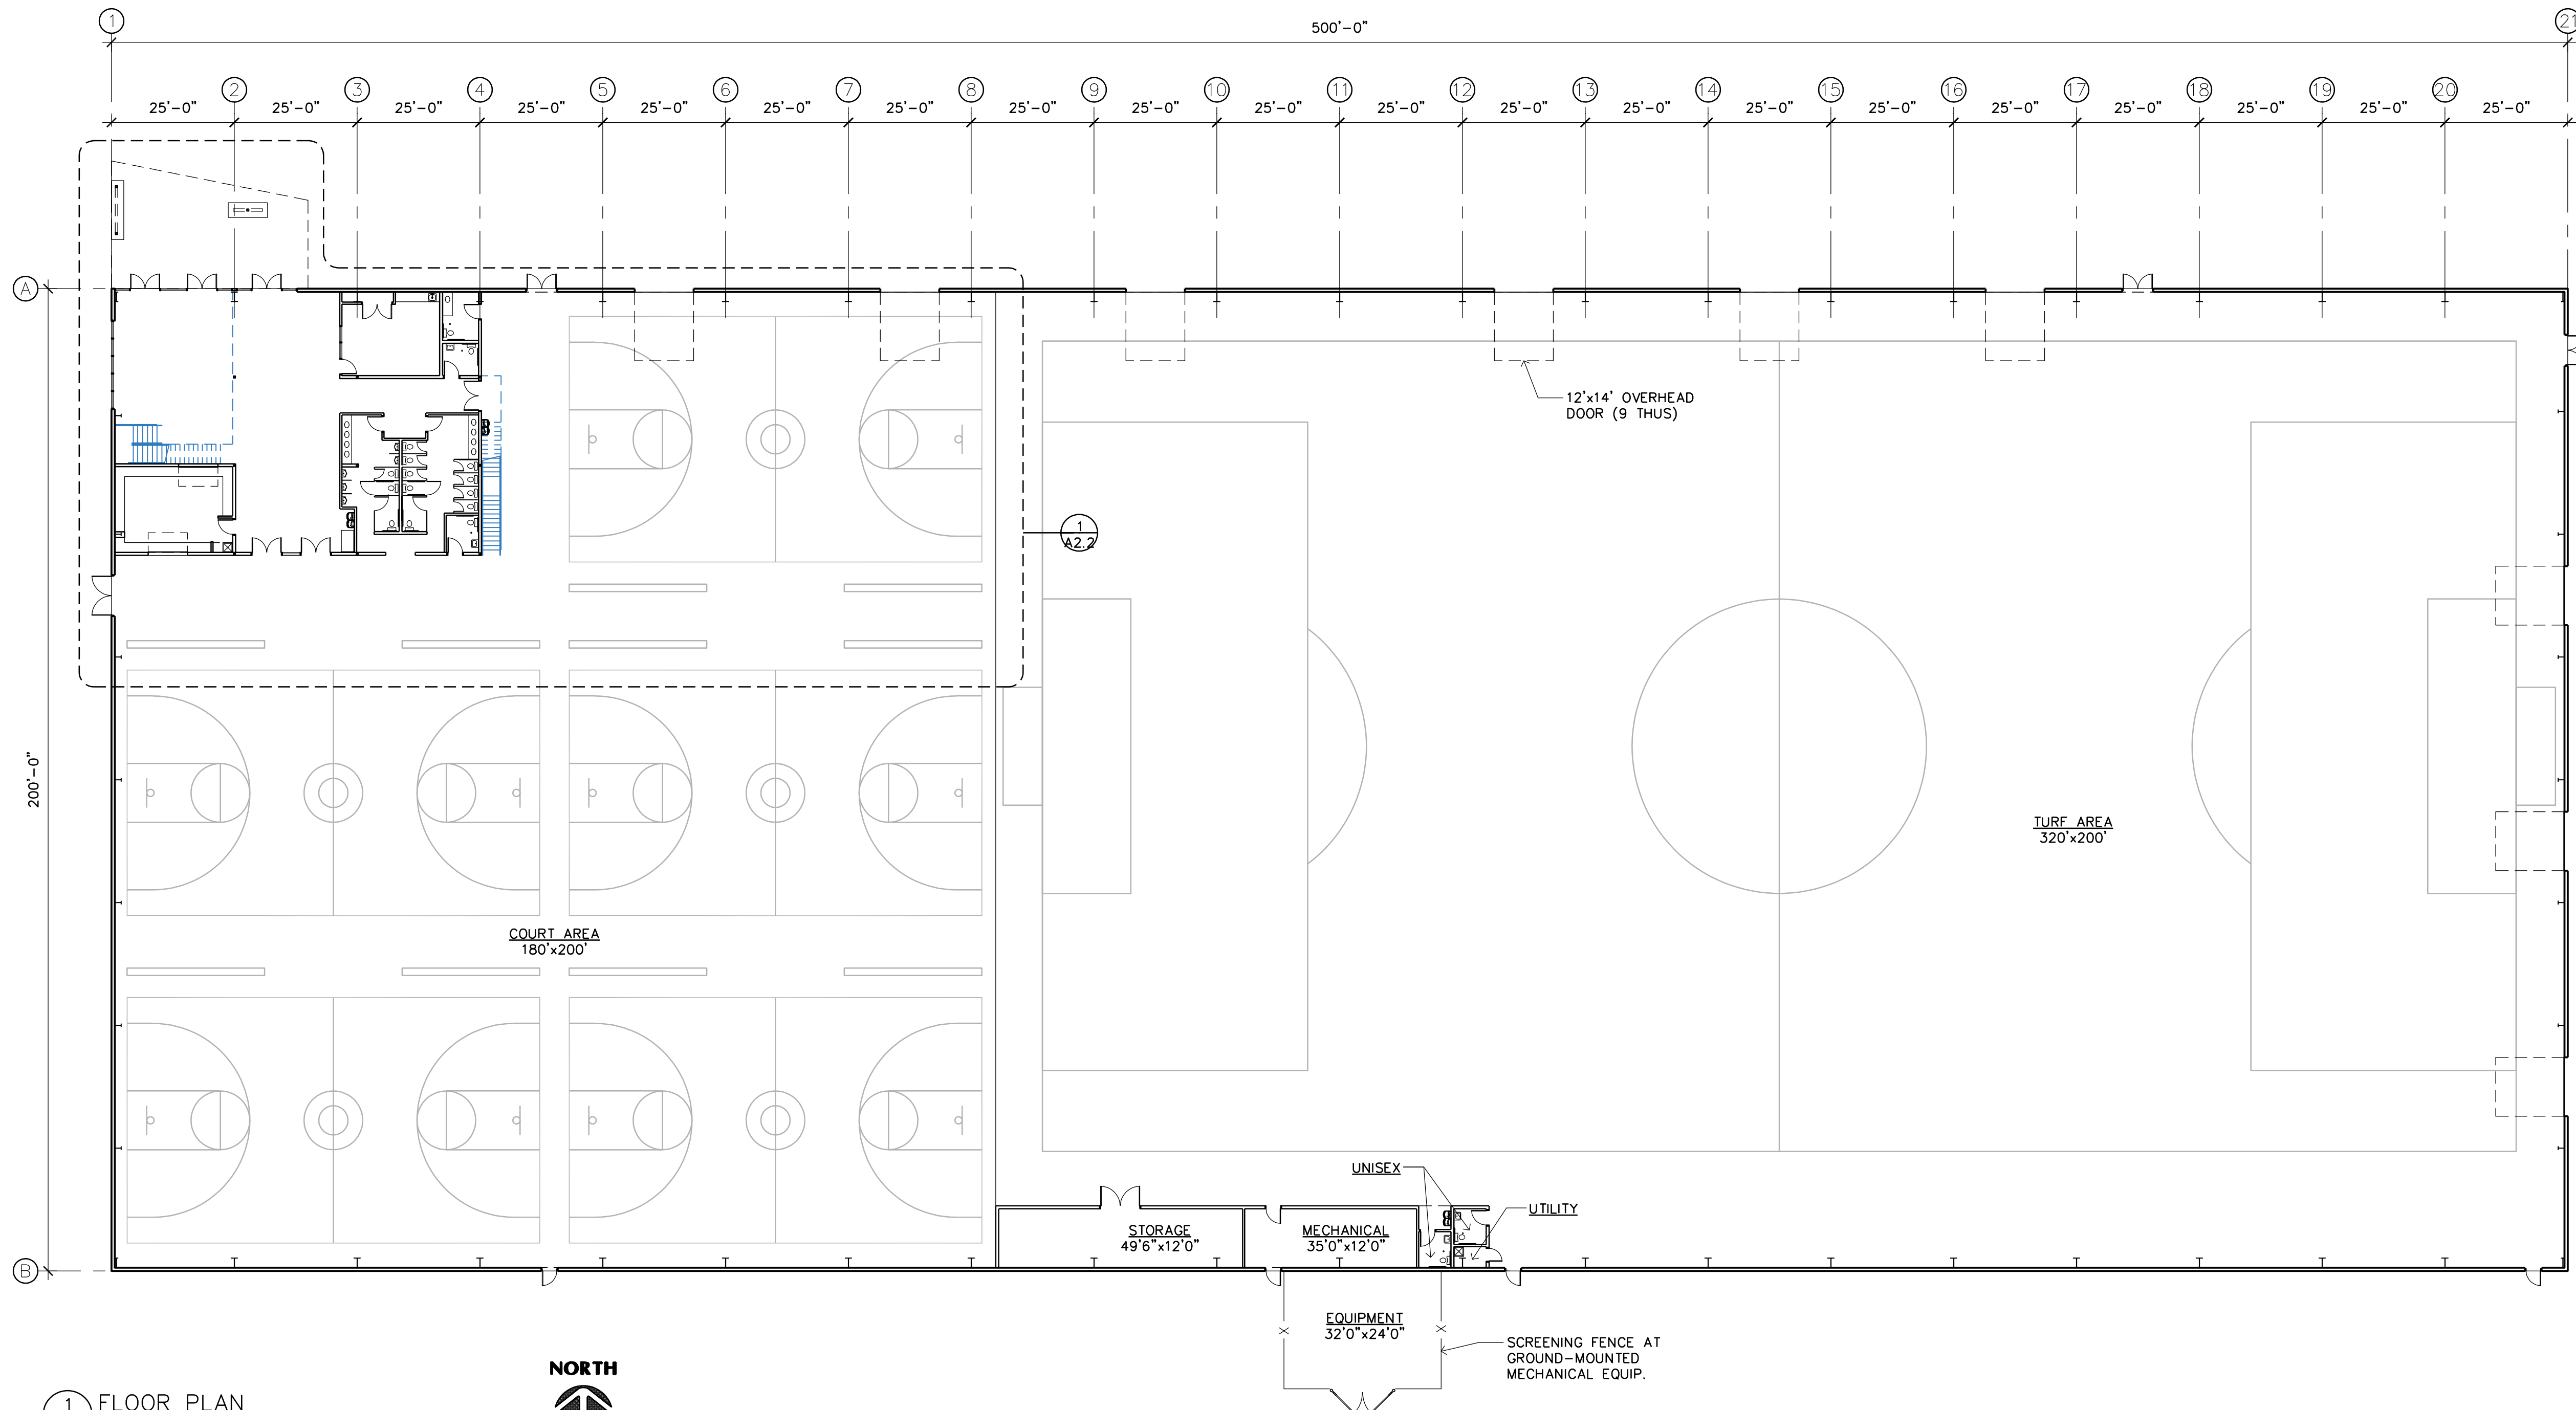 1
500'-0"
21
2
3
4
5
6
7
8
9
10
11
12
13
14
15
16
17
18
19
20
25'-0" 25'-0" 25'-0" 25'-0" 25'-0" 25'-0" 25'-0" 25'-0" 25'-0" 25'-0" 25'-0" 25'-0" 25'-0" 25'-0" 25'-0" 25'-0" 25'-0" 25'-0" 25'-0" 25'-0"
A
12'x14' OVERHEAD
DOOR (9 THUS)
1
A2.2
200'-0"
TURF AREA
320'x200'
COURT AREA
180'x200'
UNISEX
UTILITY
STORAGE
49'6"x12'0"
MECHANICAL
35'0"x12'0"
B
EQUIPMENT
32'0"x24'0"
SCREENING FENCE AT
GROUND-MOUNTED
MECHANICAL EQUIP.
NORTH
1
FLOOR PLAN